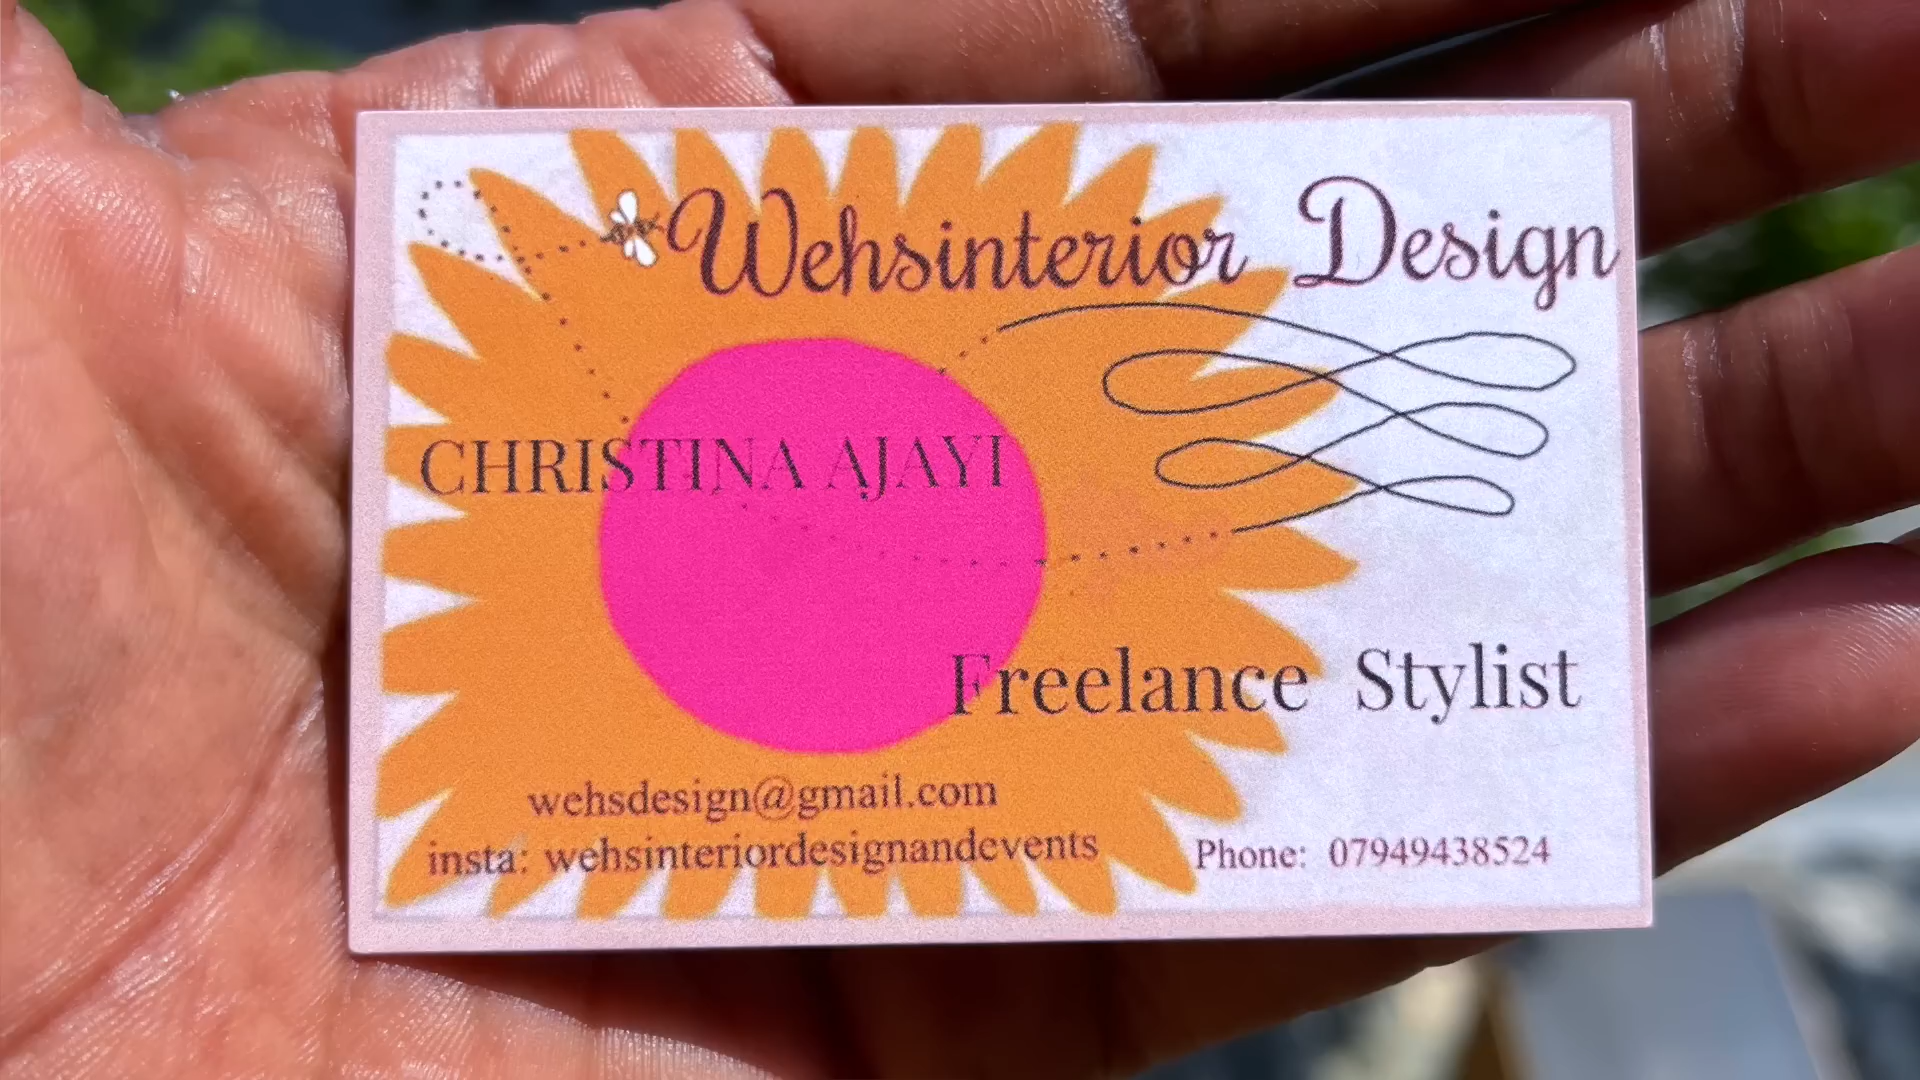 Wehsinterior Design
CHRISTINA AJAYI
Freelance Stylist
wehsdesign@gmail.com
insta: wehsinteriordesignandevents
Phone: 07949438524